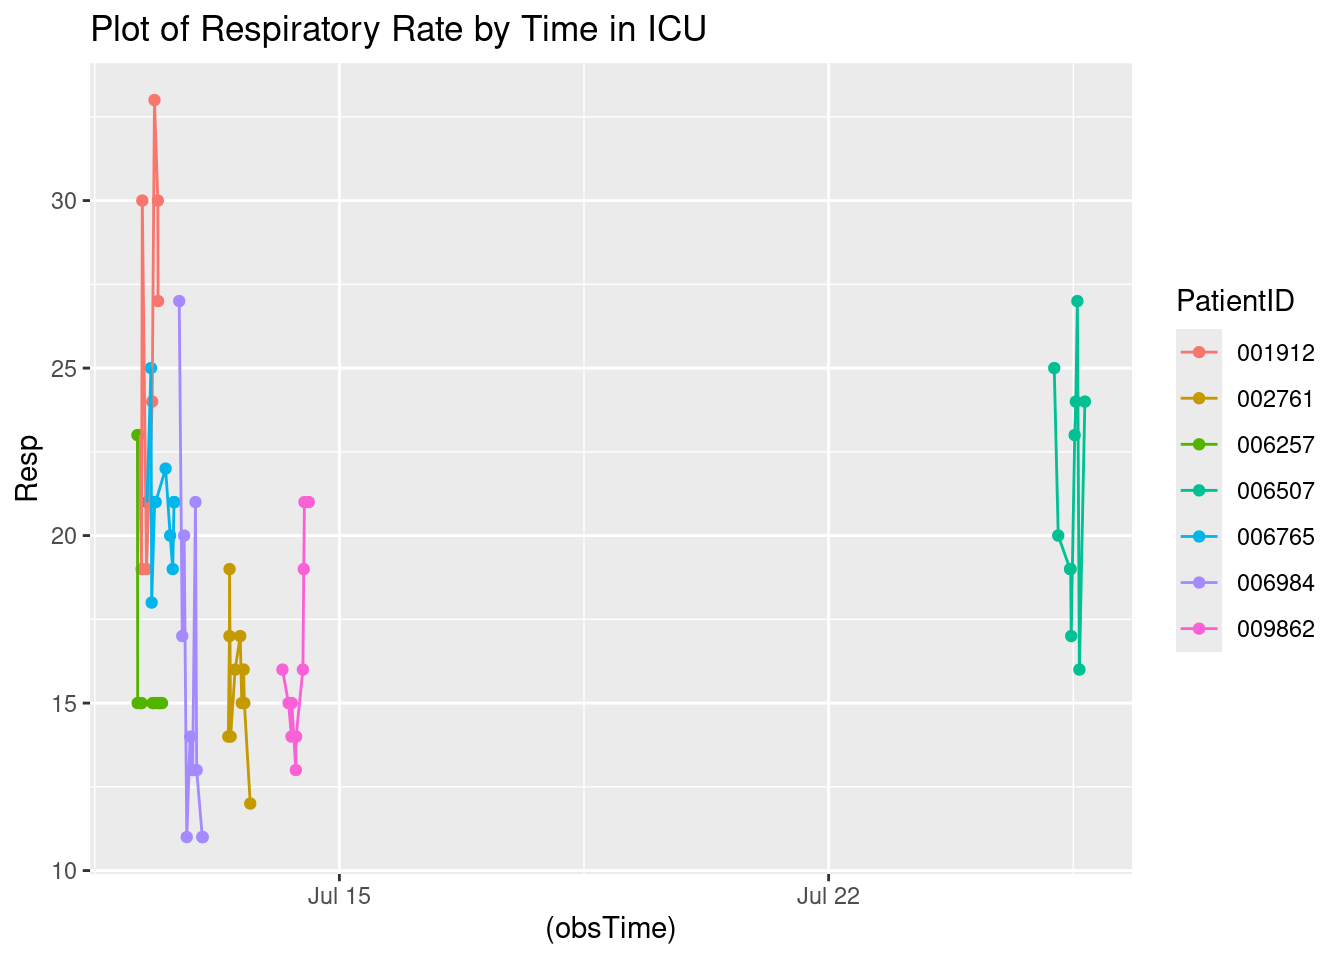 Plot of Respiratory Rate by Time in ICU
Resp
30
25
20
15
10
Jul 15
Jul 22
(obsTime)
PatientID
001912
002761
006257
006507
006765
006984
009862